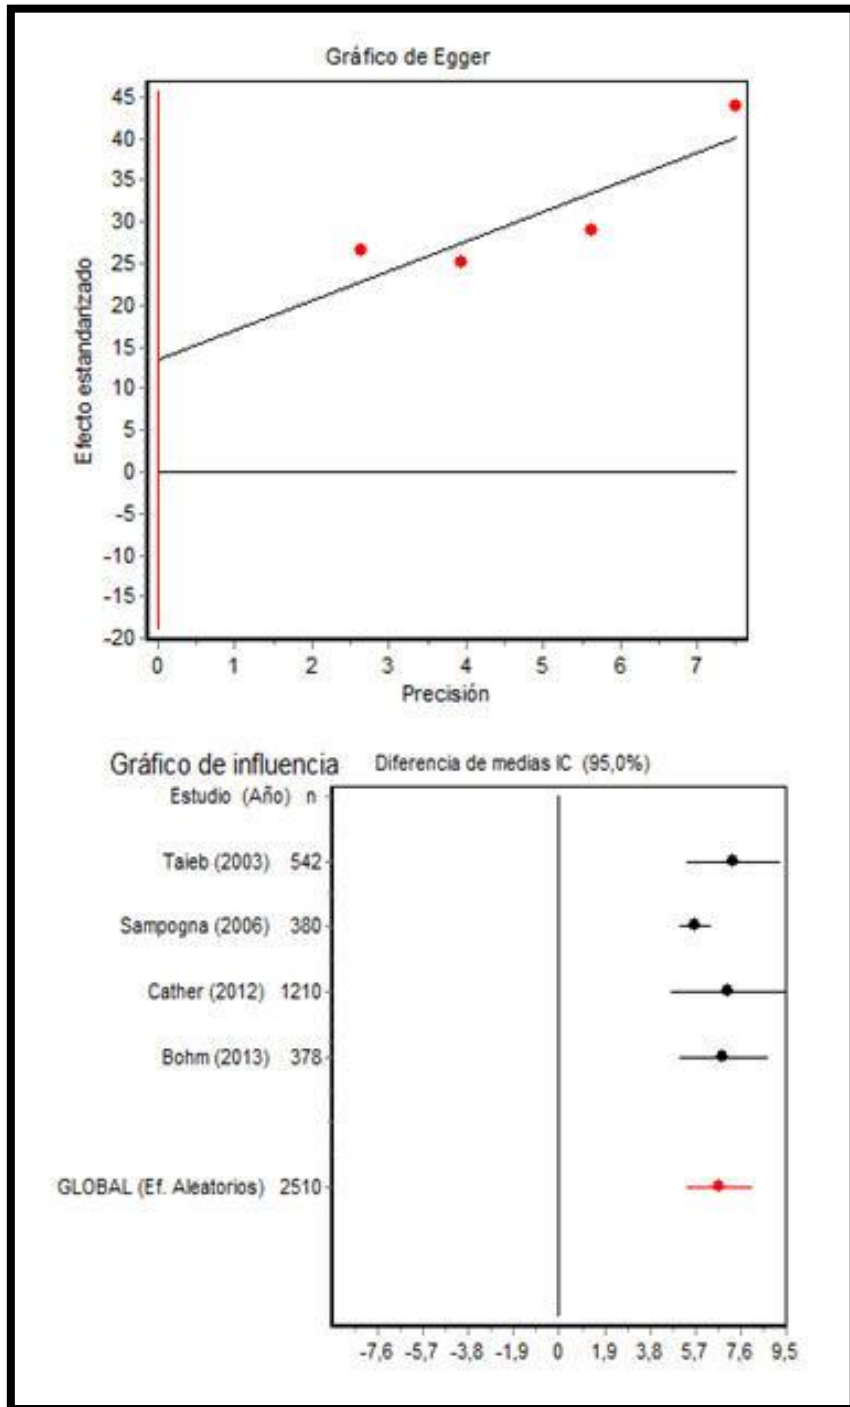 Gráfico de Egger
Efecto estandarizado
45
40
35
30
25
20
15
10
5
0
-5
-10
-15
-20
0 1 2 3 4 5 6 7
Precisión
Gráfico de influencia Diferencia de medias IC (95,0%)
Estudio (Año) n
Taieb (2003) 542
Sampogna (2006) 380
Cather (2012) 1210
Bohm (2013) 378
GLOBAL (Ef. Aleatorios) 2510
-7,6 -5,7 -3,8 -1,9 0 1,9 3,8 5,7 7,6 9,5